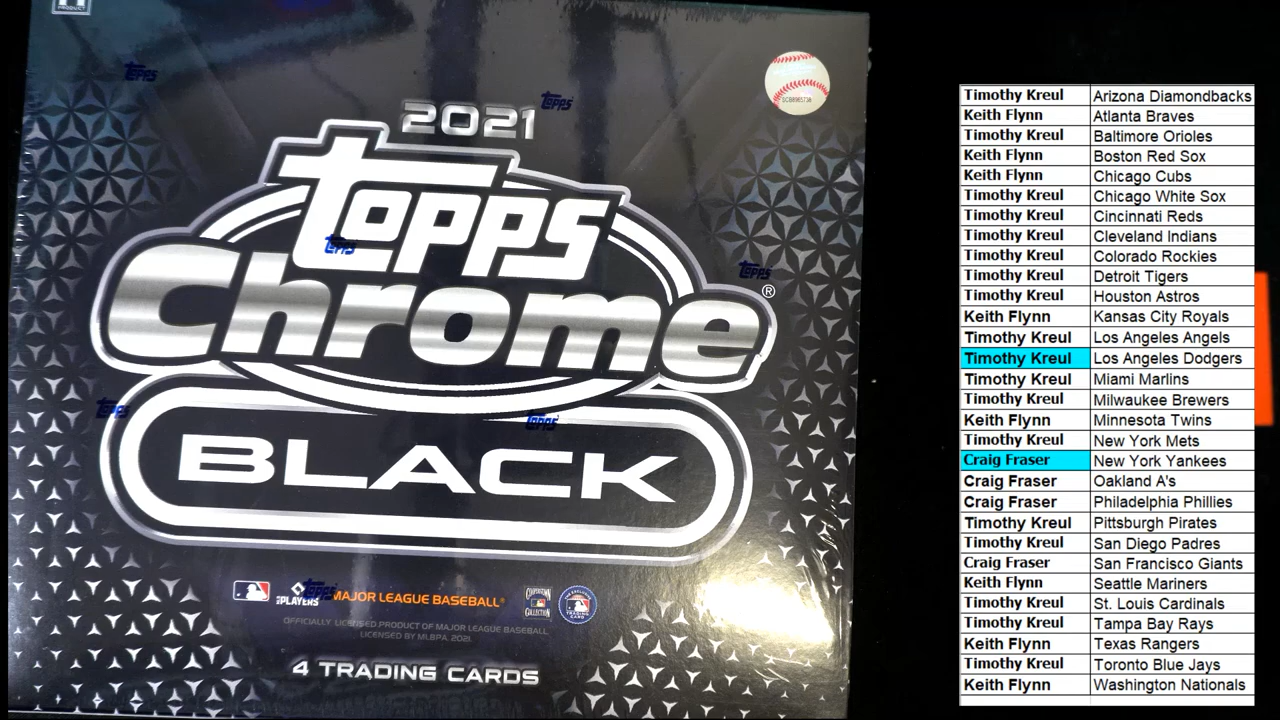 PRODUCT
topps
topps
2021
topps
Chrome®
topps
topps
BLACK
topps
topps
topps
PLAYERS
MAJOR LEAGUE BASEBALL®
OFFICIALLY LICENSED PRODUCT OF MAJOR LEAGUE BASEBALL
LICENSED BY MLBPA, 2021.
4 TRADING CARDS
Timothy Kreul Arizona Diamondbacks
Keith Flynn Atlanta Braves
Timothy Kreul Baltimore Orioles
Keith Flynn Boston Red Sox
Keith Flynn Chicago Cubs
Timothy Kreul Chicago White Sox
Timothy Kreul Cincinnati Reds
Timothy Kreul Cleveland Indians
Timothy Kreul Colorado Rockies
Timothy Kreul Detroit Tigers
Timothy Kreul Houston Astros
Keith Flynn Kansas City Royals
Timothy Kreul Los Angeles Angels
Timothy Kreul Los Angeles Dodgers
Timothy Kreul Miami Marlins
Timothy Kreul Milwaukee Brewers
Keith Flynn Minnesota Twins
Timothy Kreul New York Mets
Craig Fraser New York Yankees
Craig Fraser Oakland A's
Craig Fraser Philadelphia Phillies
Timothy Kreul Pittsburgh Pirates
Timothy Kreul San Diego Padres
Craig Fraser San Francisco Giants
Keith Flynn Seattle Mariners
Timothy Kreul St. Louis Cardinals
Timothy Kreul Tampa Bay Rays
Keith Flynn Texas Rangers
Timothy Kreul Toronto Blue Jays
Keith Flynn Washington Nationals